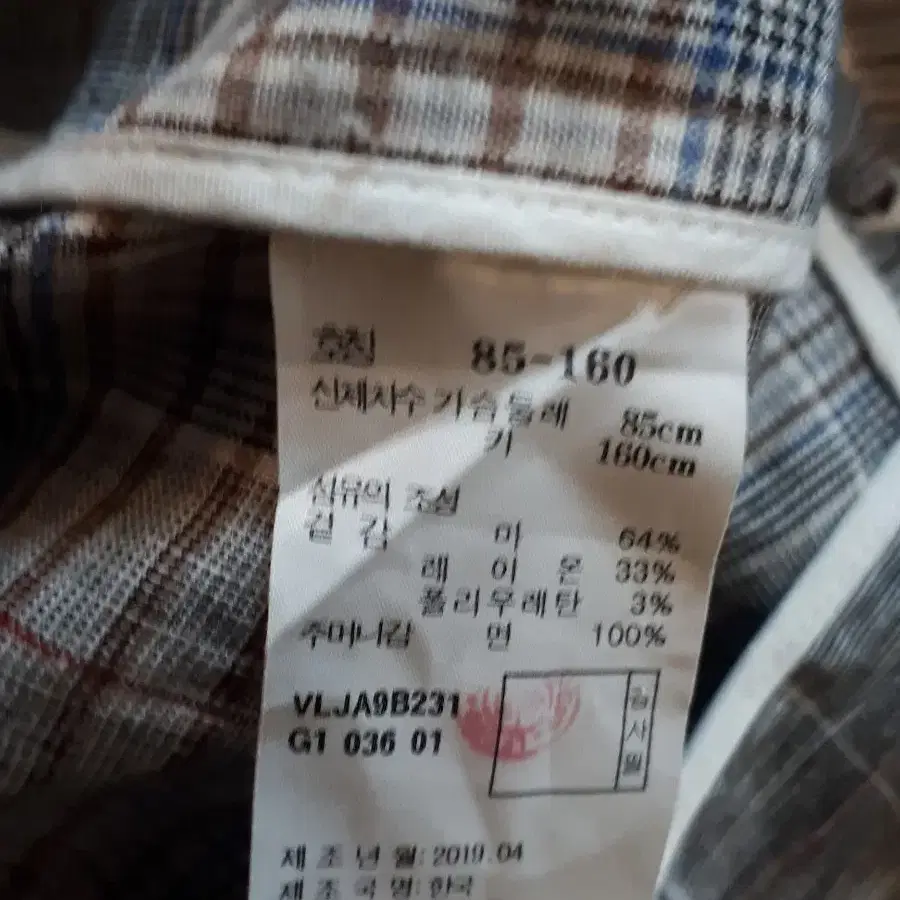 호칭 85-160
신체치수 가슴둘레 85cm
키 160cm
섬유의 조성
겉감 마 64%
레이온 33%
폴리우레탄 3%
주머니감 면 100%
VLJA9B231
G1 036 01
검사필
제조년월: 2019.04
제조국명: 한국